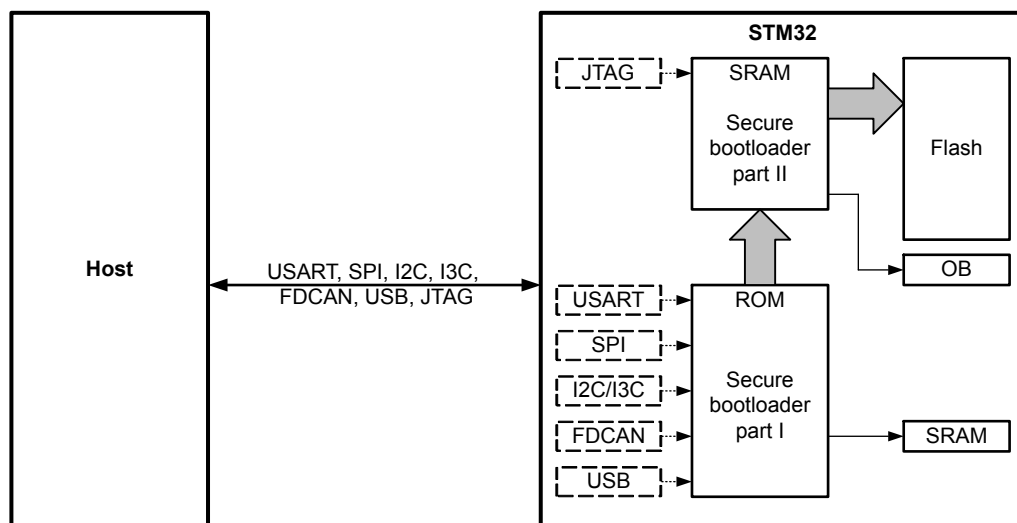 STM32
JTAG
SRAM
Secure
bootloader
part II
Flash
Host
USART, SPI, I2C, I3C,
FDCAN, USB, JTAG
OB
USART
ROM
SPI
I2C/I3C
Secure
bootloader
part I
FDCAN
SRAM
USB